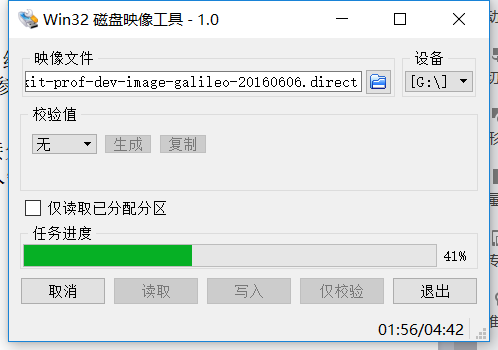 Win32 磁盘映像工具 - 1.0
映像文件
设备
xit-prof-dev-image-galileo-20160606.direct
[G:\]
校验值
无
生成
复制
仅读取已分配分区
任务进度
41%
取消
读取
写入
仅校验
退出
01:56/04:42